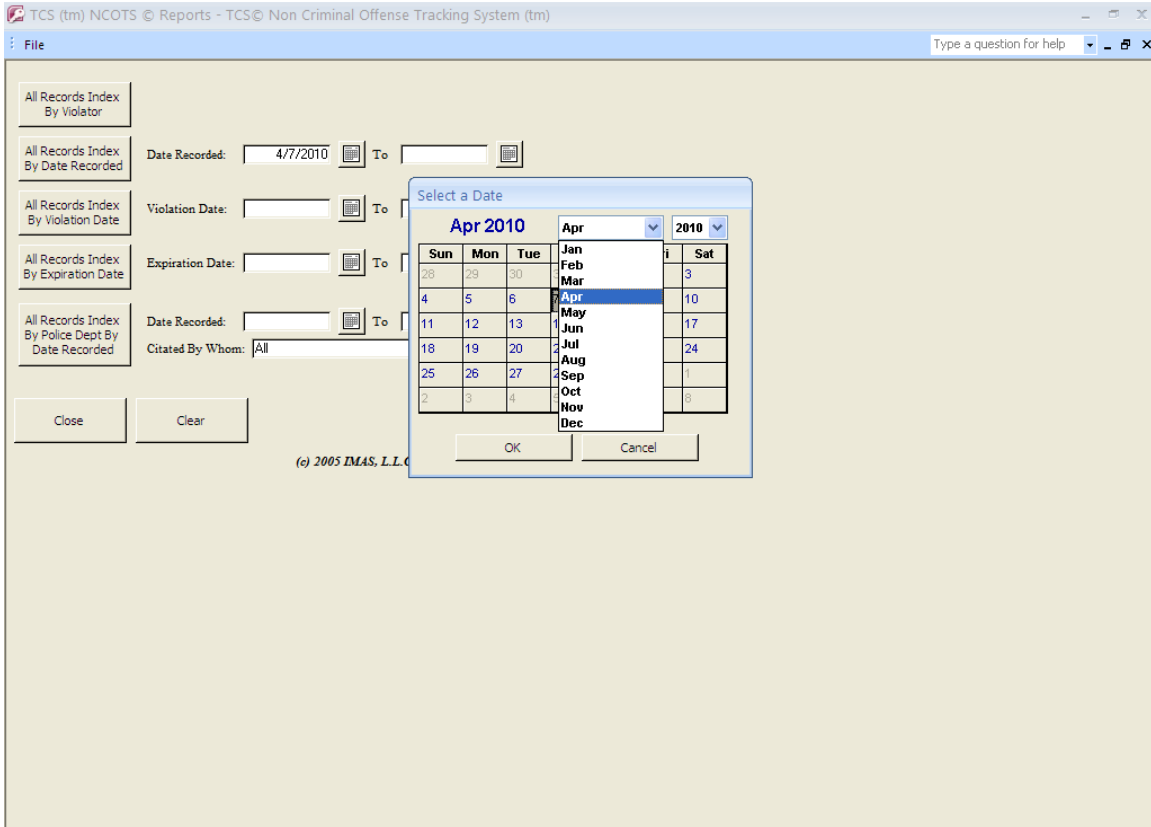 TCS (tm) NCOTS © Reports - TCS© Non Criminal Offense Tracking System (tm)
File
Type a question for help
All Records Index
By Violator
All Records Index
By Date Recorded
Date Recorded: 4/7/2010 To
All Records Index
By Violation Date
Violation Date: To
All Records Index
By Expiration Date
Expiration Date: To
All Records Index
By Police Dept By
Date Recorded
Date Recorded: To
Citated By Whom: All
Close Clear
(c) 2005 IMAS, L.L.C
Select a Date
Apr 2010 Apr 2010
Sun Mon Tue Sat
28 29 30 3
4 5 6 7 10
11 12 13 17
18 19 20 24
25 26 27 1
2 3 4 8
Jan
Feb
Mar
Apr
May
Jun
Jul
Aug
Sep
Oct
Nov
Dec
OK Cancel